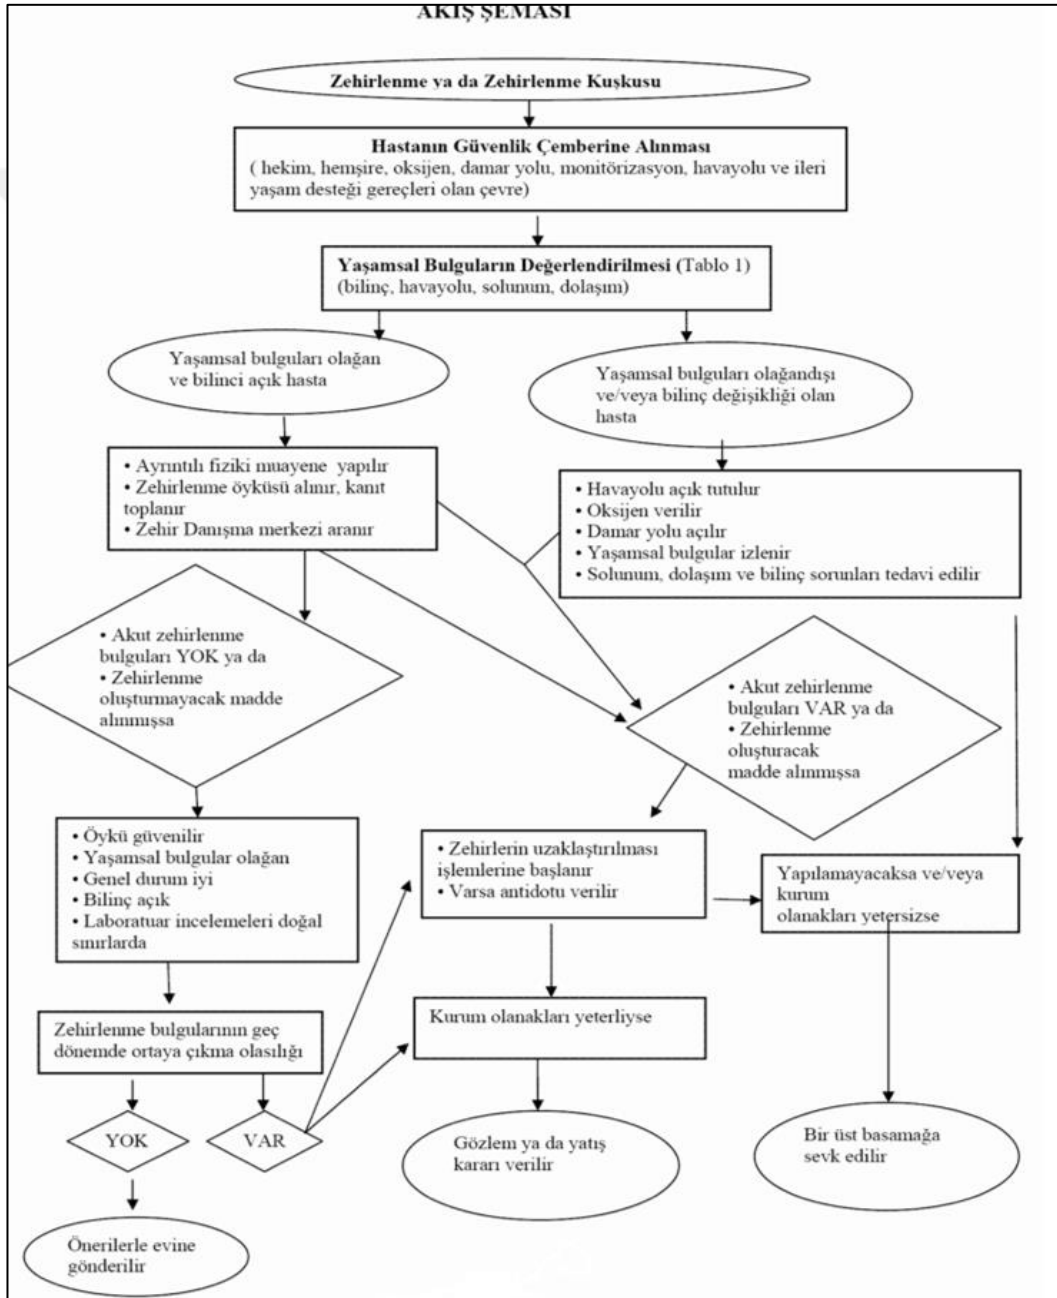 AKIŞ ŞEMASI
Zehirlenme ya da Zehirlenme Kuşkusu
Hastanın Güvenlik Çemberine Alınması
( hekim, hemşire, oksijen, damar yolu, monitörizasyon, havayolu ve ileri
yaşam desteği gereçleri olan çevre)
Yaşamsal Bulguların Değerlendirilmesi (Tablo 1)
(bilinç, havayolu, solunum, dolaşım)
Yaşamsal bulguları olağan
ve bilinci açık hasta
Yaşamsal bulguları olağandışı
ve/veya bilinç değişikliği olan
hasta
• Ayrıntılı fiziki muayene yapılır
• Zehirlenme öyküsü alınır, kanıt
toplanır
• Zehir Danışma merkezi aranır
• Havayolu açık tutulur
• Oksijen verilir
• Damar yolu açılır
• Yaşamsal bulgular izlenir
• Solunum, dolaşım ve bilinç sorunları tedavi edilir
• Akut zehirlenme
bulguları YOK ya da
• Zehirlenme
oluşturmayacak madde
alınmışsa
• Akut zehirlenme
bulguları VAR ya da
• Zehirlenme
oluşturacak
madde alınmışsa
• Öykü güvenilir
• Yaşamsal bulgular olağan
• Genel durum iyi
• Bilinç açık
• Laboratuar incelemeleri doğal
sınırlarda
• Zehirlerin uzaklaştırılması
işlemlerine başlanır
• Varsa antidotu verilir
Yapılamayacaksa ve/veya
kurum
olanakları yetersizse
Zehirlenme bulgularının geç
dönemde ortaya çıkma olasılığı
Kurum olanakları yeterliyse
YOK
VAR
Gözlem ya da yatış
kararı verilir
Bir üst basamağa
sevk edilir
Önerilerle evine
gönderilir